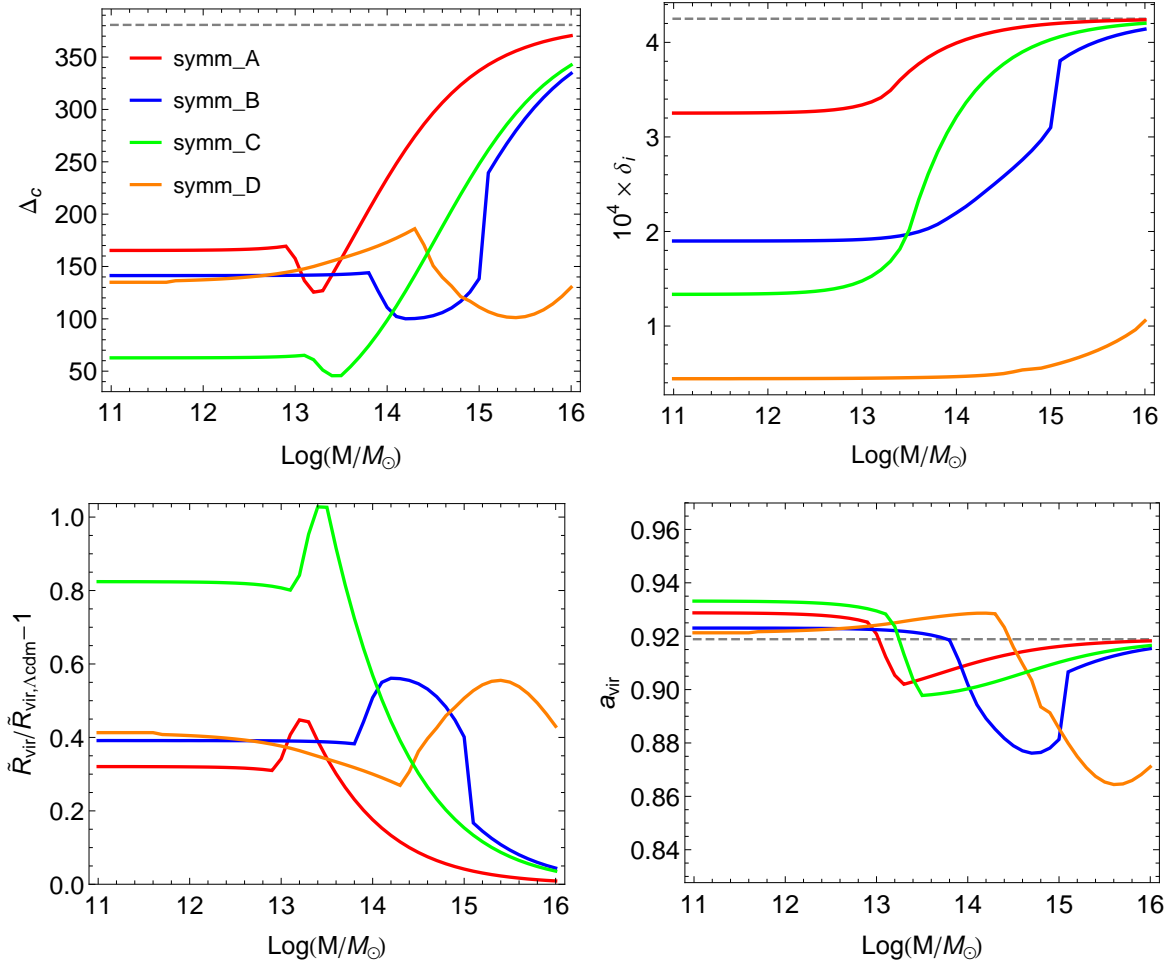 350
300
250
200
150
100
50
Δc
symm_A
symm_B
symm_C
symm_D
11 12 13 14 15 16
Log(M/M⊙)
4
3
2
1
10⁴ × δi
11 12 13 14 15 16
Log(M/M⊙)
1.0
0.8
0.6
0.4
0.2
0.0
R̃vir/R̃vir,Λcdm−1
11 12 13 14 15 16
Log(M/M⊙)
0.96
0.94
0.92
0.90
0.88
0.86
0.84
avir
11 12 13 14 15 16
Log(M/M⊙)